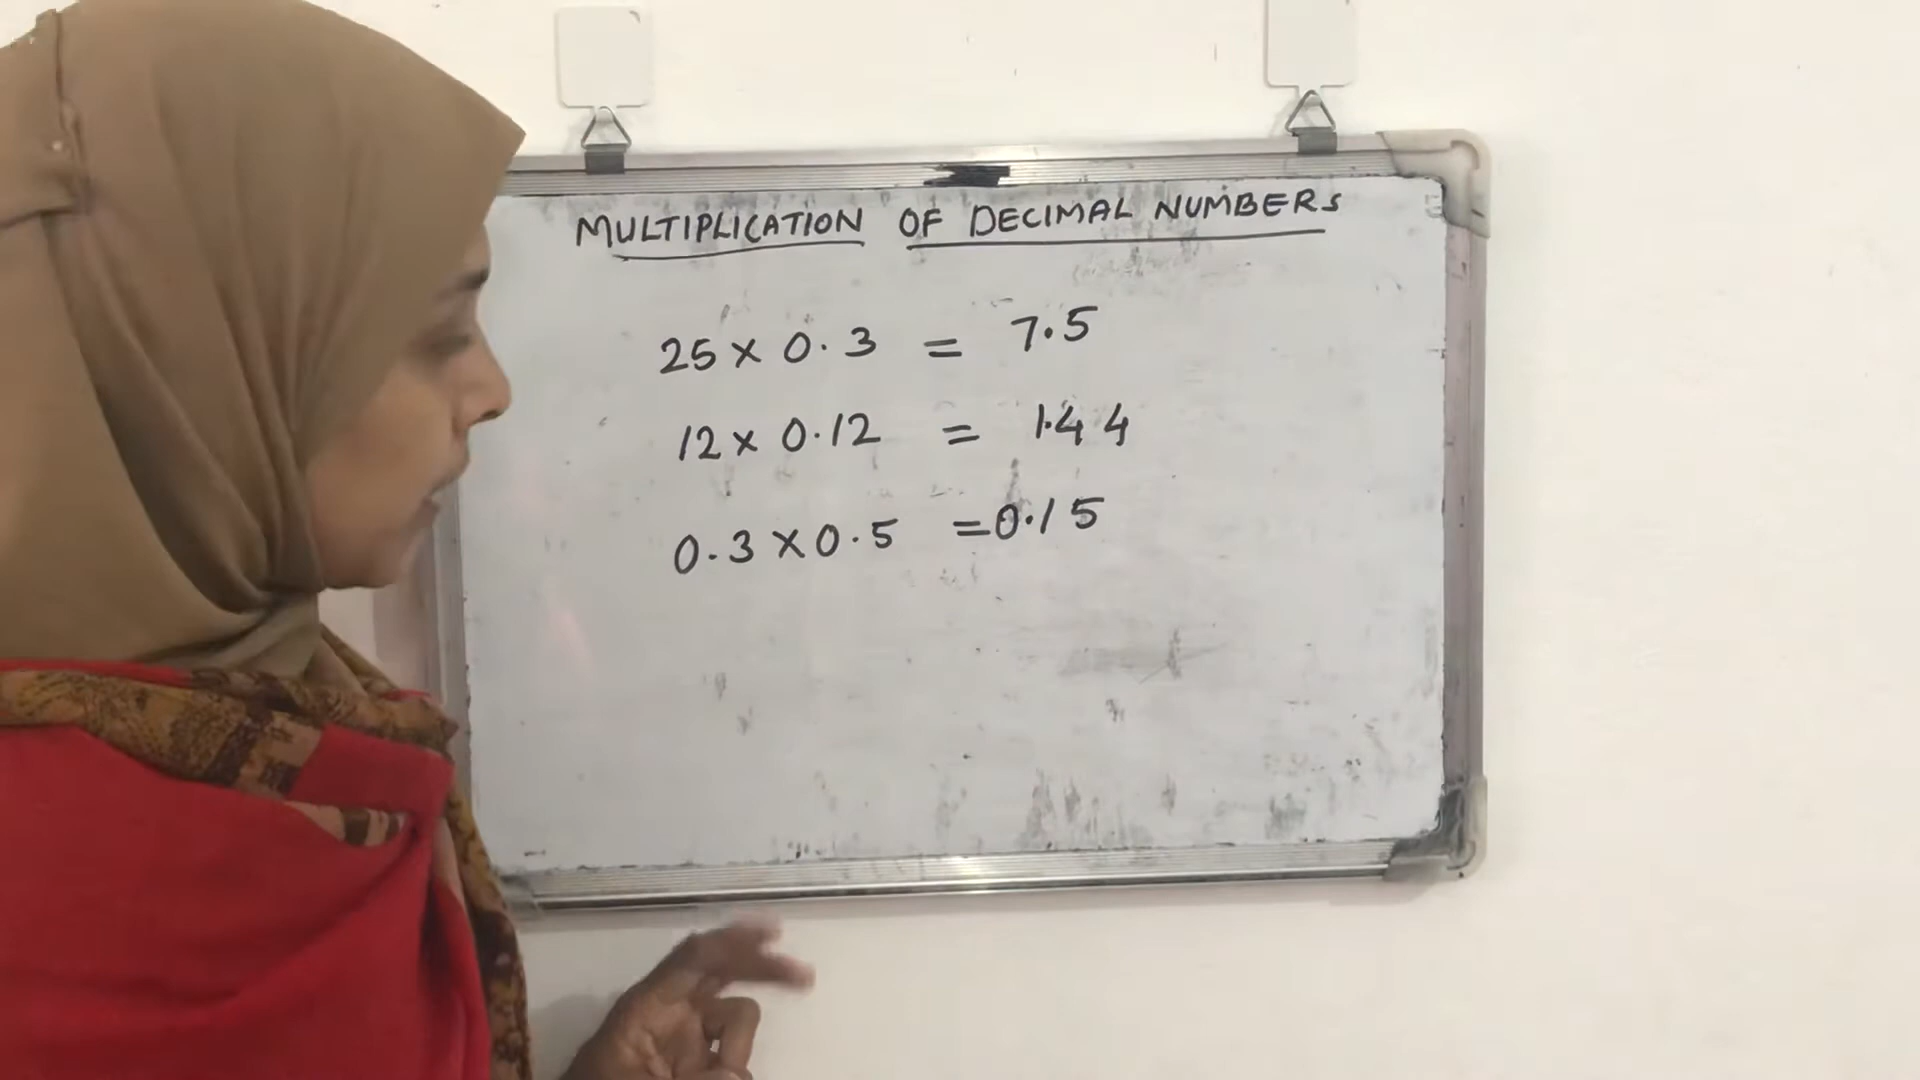 MULTIPLICATION OF DECIMAL NUMBERS
25 × 0.3 = 7.5
12 × 0.12 = 1.44
0.3 × 0.5 = 0.15